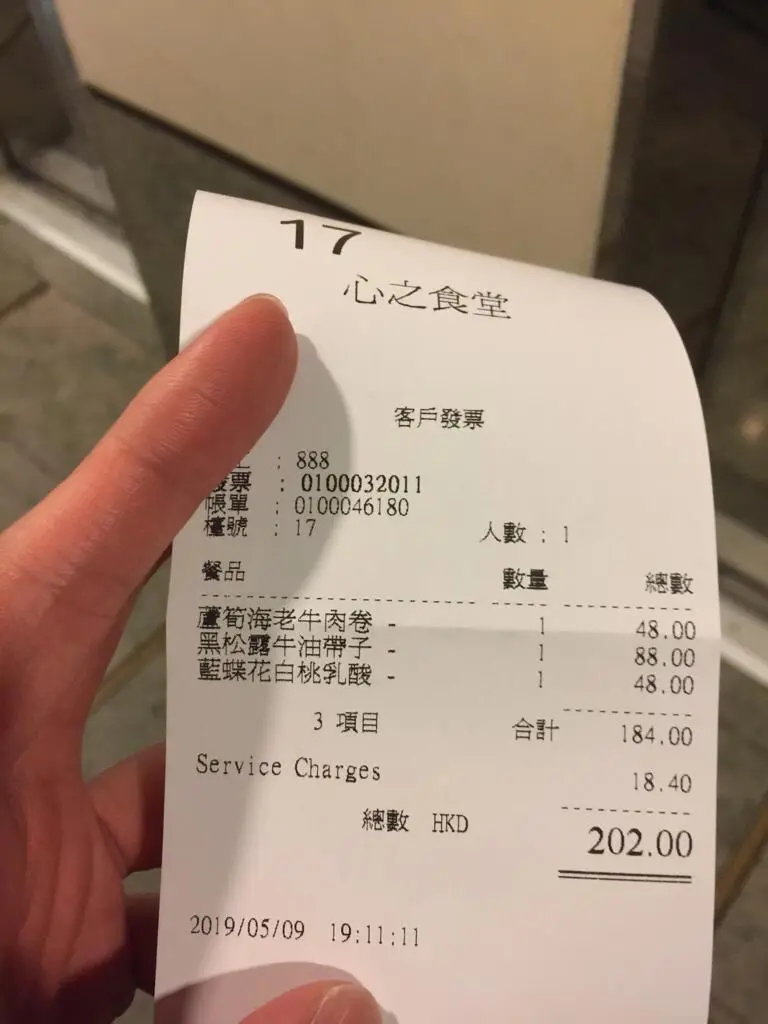 17
心之食堂
客戶發票
: 888
發票 : 0100032011
帳單 : 0100046180
檯號 : 17 人數 : 1
餐品 數量 總數
蘆筍海老牛肉卷 - 1 48.00
黑松露牛油帶子 - 1 88.00
藍蝶花白桃乳酸 - 1 48.00
3 項目 合計 184.00
Service Charges 18.40
總數 HKD 202.00
2019/05/09 19:11:11